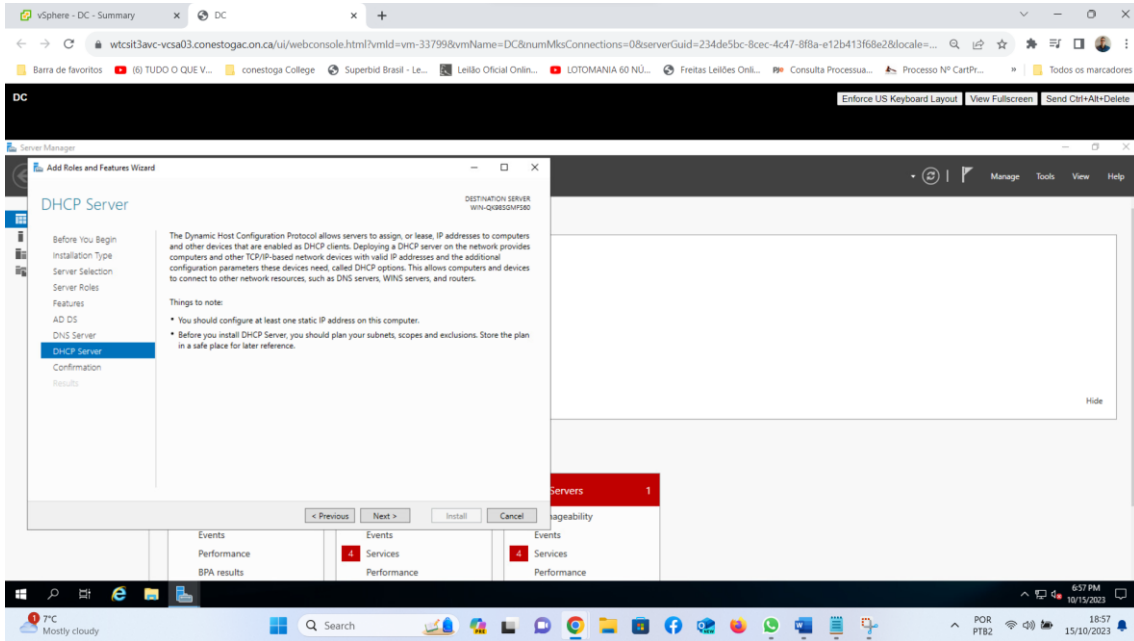 vSphere - DC - Summary
DC
wtcsit3avc-vcsa03.conestogac.on.ca/ui/webconsole.html?vmId=vm-33799&vmName=DC&numMksConnections=0&serverGuid=234de5bc-8cec-4c47-8f8a-e12b413f68e2&locale=...
Barra de favoritos
(6) TUDO O QUE V...
conestoga College
Superbid Brasil - Le...
Leilão Oficial Onlin...
LOTOMANIA 60 NÚ...
Freitas Leilões Onli...
Consulta Processua...
Processo Nº CartPr...
»
Todos os marcadores
DC
Enforce US Keyboard Layout
View Fullscreen
Send Ctrl+Alt+Delete
Server Manager
Manage
Tools
View
Help
Add Roles and Features Wizard
DHCP Server
DESTINATION SERVER
Before You Begin
Installation Type
Server Selection
Server Roles
Features
AD DS
DNS Server
DHCP Server
Confirmation
Results
The Dynamic Host Configuration Protocol allows servers to assign, or lease, IP addresses to computers
and other devices that are enabled as DHCP clients. Deploying a DHCP server on the network provides
computers and other TCP/IP-based network devices with valid IP addresses and the additional
configuration parameters these devices need, called DHCP options. This allows computers and devices
to connect to other network resources, such as DNS servers, WINS servers, and routers.
Things to note:
• You should configure at least one static IP address on this computer.
• Before you install DHCP Server, you should plan your subnets, scopes and exclusions. Store the plan
in a safe place for later reference.
< Previous
Next >
Install
Cancel
Hide
Servers 1
nageability
Events
Events
Events
Performance
4 Services
4 Services
BPA results
Performance
Performance
6:57 PM
10/15/2023
1
7°C
Mostly cloudy
Search
PRE
NEW
POR
PTB2
18:57
15/10/2023